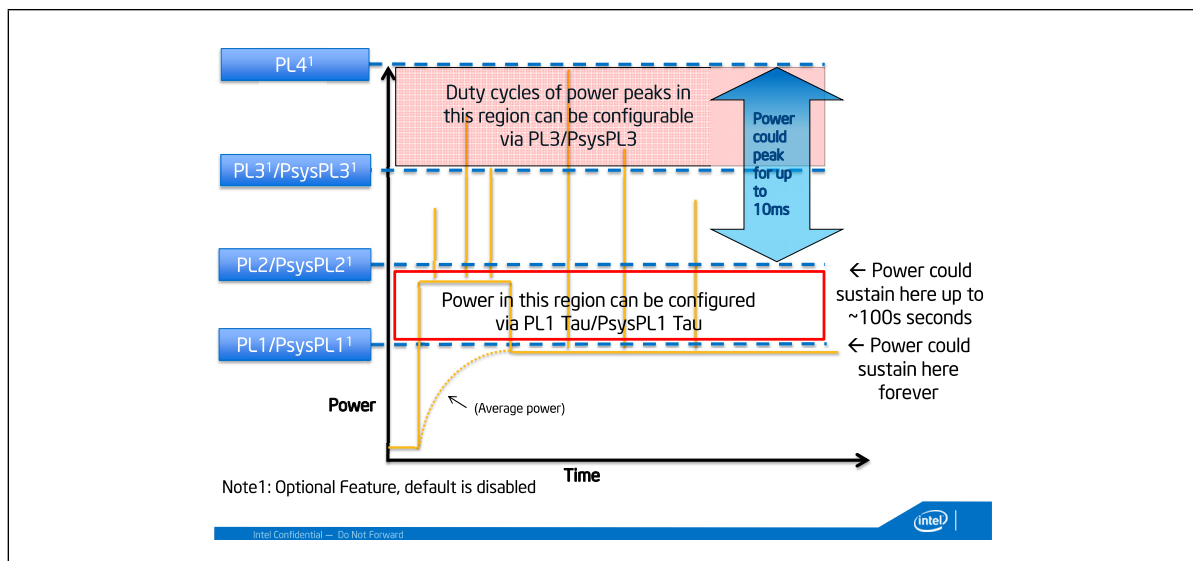 PL4¹
Duty cycles of power peaks in
this region can be configurable
via PL3/PsysPL3
Power
could
peak
for up
to
10ms
PL3¹/PsysPL3¹
PL2/PsysPL2¹
← Power could
sustain here up to
~100s seconds
Power in this region can be configured
via PL1 Tau/PsysPL1 Tau
PL1/PsysPL1¹
← Power could
sustain here
forever
Power
(Average power)
Time
Note1: Optional Feature, default is disabled
Intel Confidential — Do Not Forward
intel